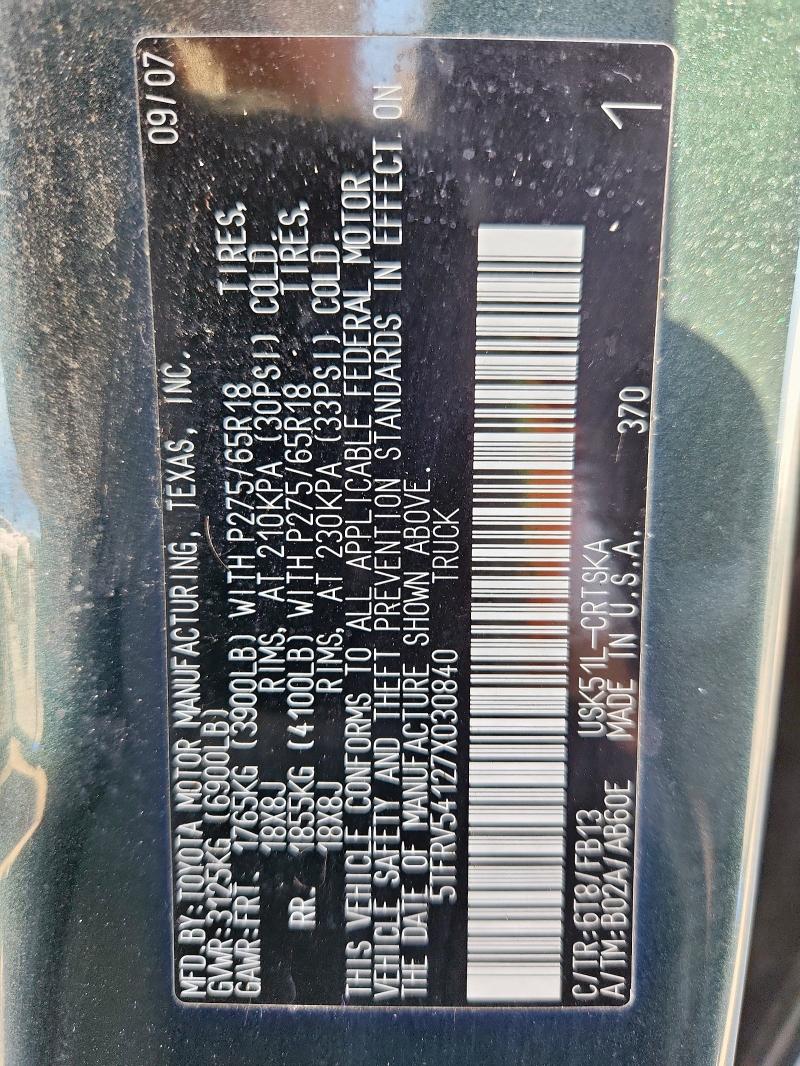 MFD. BY: TOYOTA MOTOR MANUFACTURING, TEXAS, INC. 09/07
GVWR: 3125KG (6900LB)
GAWR: FRT. 1765KG (3900LB) WITH P275/65R18 TIRES,
18X8J RIMS, AT 210KPA (30PSI) COLD.
RR. 1855KG (4100LB) WITH P275/65R18 TIRES,
18X8J RIMS, AT 230KPA (33PSI) COLD.
THIS VEHICLE CONFORMS TO ALL APPLICABLE FEDERAL MOTOR
VEHICLE SAFETY AND THEFT PREVENTION STANDARDS IN EFFECT ON
THE DATE OF MANUFACTURE SHOWN ABOVE.
5TFRV54127X030840 TRUCK
C/TR: 6T8/FB13 USK51L-CRTSKA 1
A/TM: B02A/AB60E MADE IN U.S.A. 370